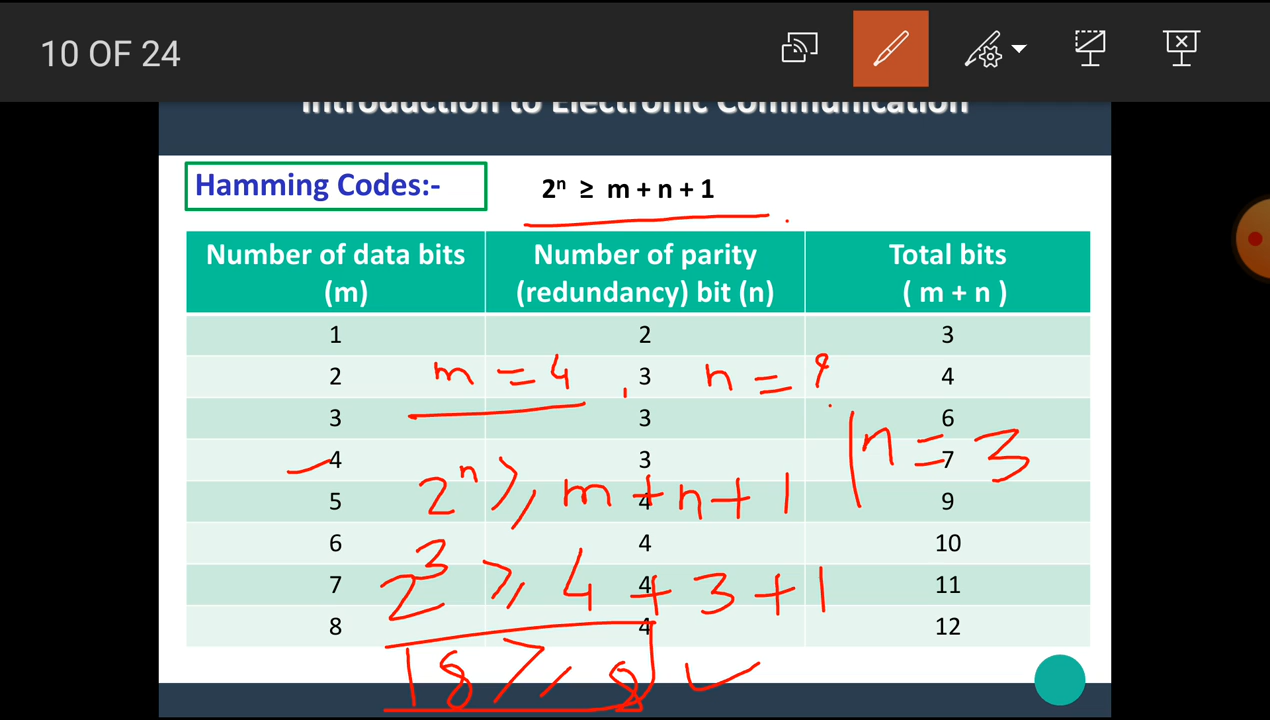 10 OF 24
Introduction to Electronic Communication
Hamming Codes:-
2ⁿ ≥ m + n + 1
Number of data bits (m) Number of parity (redundancy) bit (n) Total bits ( m + n )
1 2 3
2 3 4
3 3 6
4 3 7
5 4 9
6 4 10
7 4 11
8 4 12
m = 4 , n = ?
n = 3
2ⁿ ≥ m + n + 1
2³ ≥ 4 + 3 + 1
8 ≥ 8 ✓